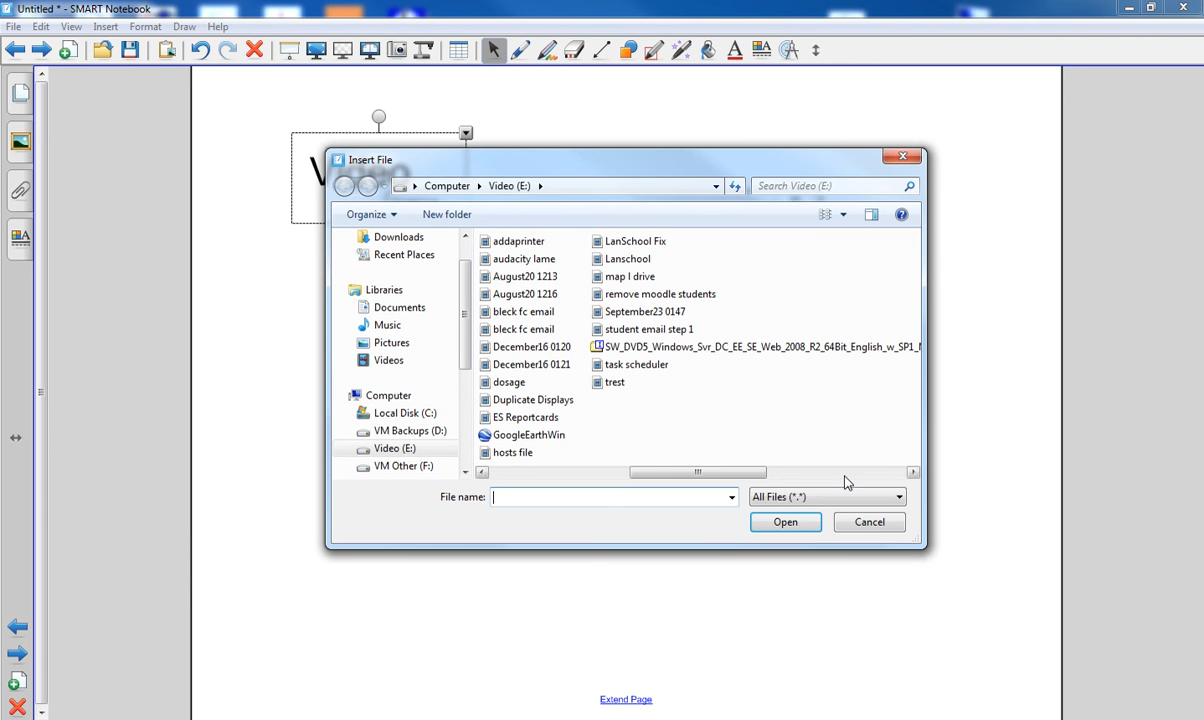 Untitled * - SMART Notebook
File Edit View Insert Format Draw Help
Insert File
Computer Video (E:)
Search Video (E:)
Organize New folder
Downloads
Recent Places
Libraries
Documents
Music
Pictures
Videos
Computer
Local Disk (C:)
VM Backups (D:)
Video (E:)
VM Other (F:)
addaprinter
audacity lame
August20 1213
August20 1216
bleck fc email
bleck fc email
December16 0120
December16 0121
dosage
Duplicate Displays
ES Reportcards
GoogleEarthWin
hosts file
LanSchool Fix
Lanschool
map I drive
remove moodle students
September23 0147
student email step 1
SW_DVD5_Windows_Svr_DC_EE_SE_Web_2008_R2_64Bit_English_w_SP1_
task scheduler
trest
File name:
All Files (*.*)
Open Cancel
Video
Extend Page